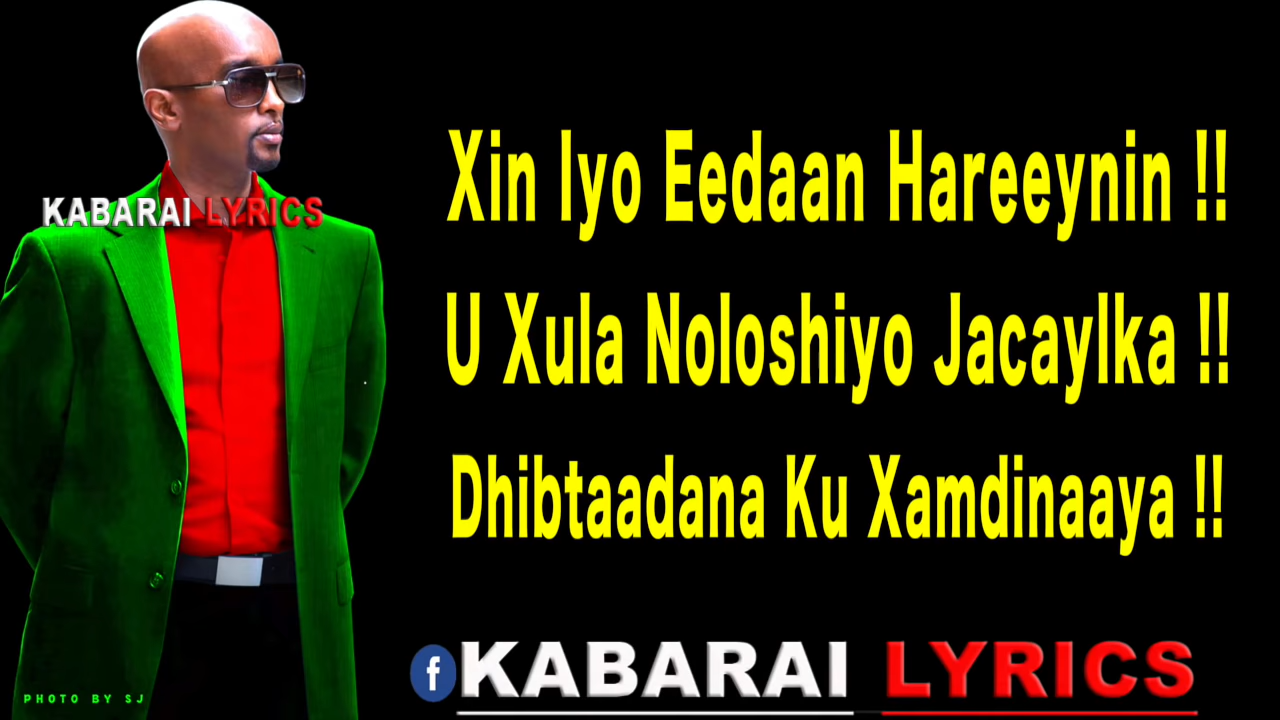 Xin Iyo Eedaan Hareeynin !!
U Xula Noloshiyo Jacaylka !!
Dhibtaadana Ku Xamdinaaya !!
KABARAI LYRICS
f KABARAI LYRICS
PHOTO BY SJ